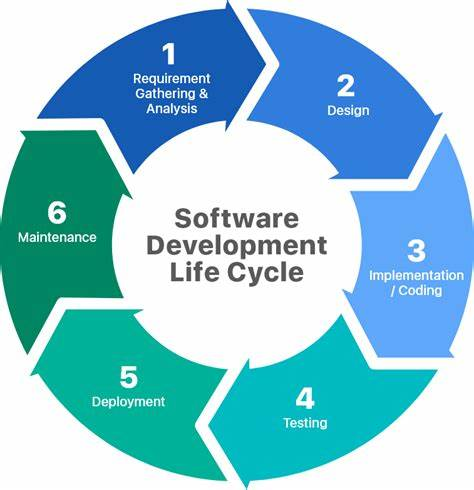 1
Requirement
Gathering &
Analysis
2
Design
3
Implementation
/ Coding
4
Testing
5
Deployment
6
Maintenance
Software
Development
Life Cycle